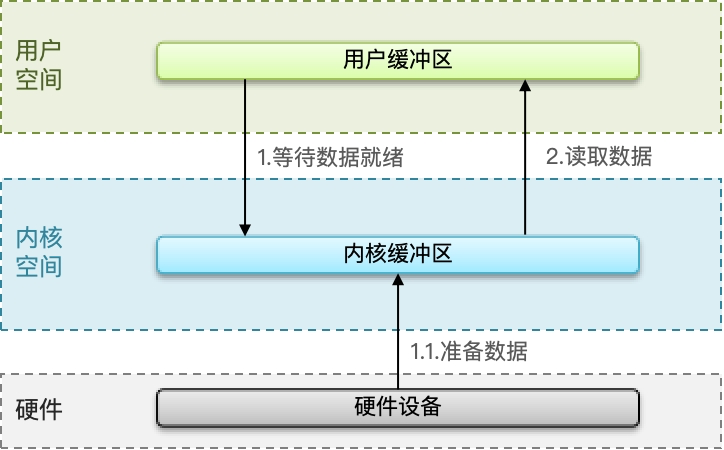 用户
空间
用户缓冲区
1.等待数据就绪
2.读取数据
内核
空间
内核缓冲区
1.1.准备数据
硬件
硬件设备